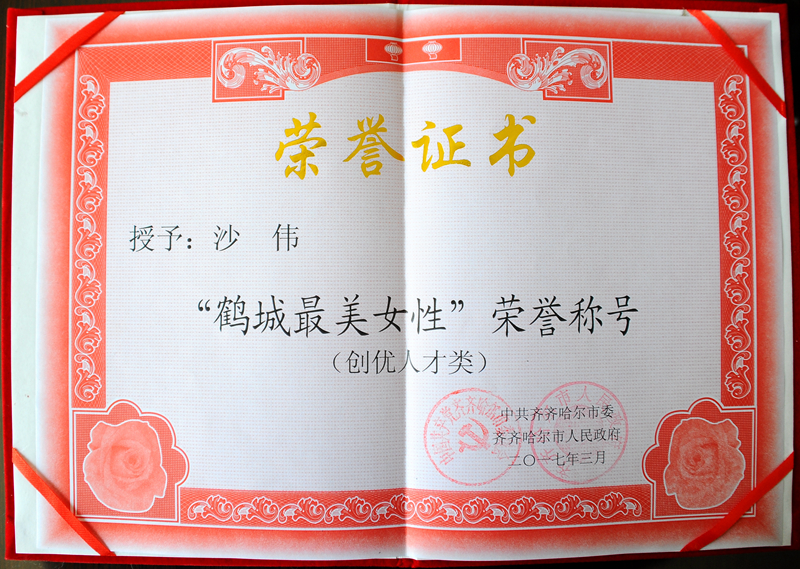 荣誉证书
授予：沙 伟
“鹤城最美女性”荣誉称号
（创优人才类）
中共齐齐哈尔市委
齐齐哈尔市人民政府
二〇一七年三月